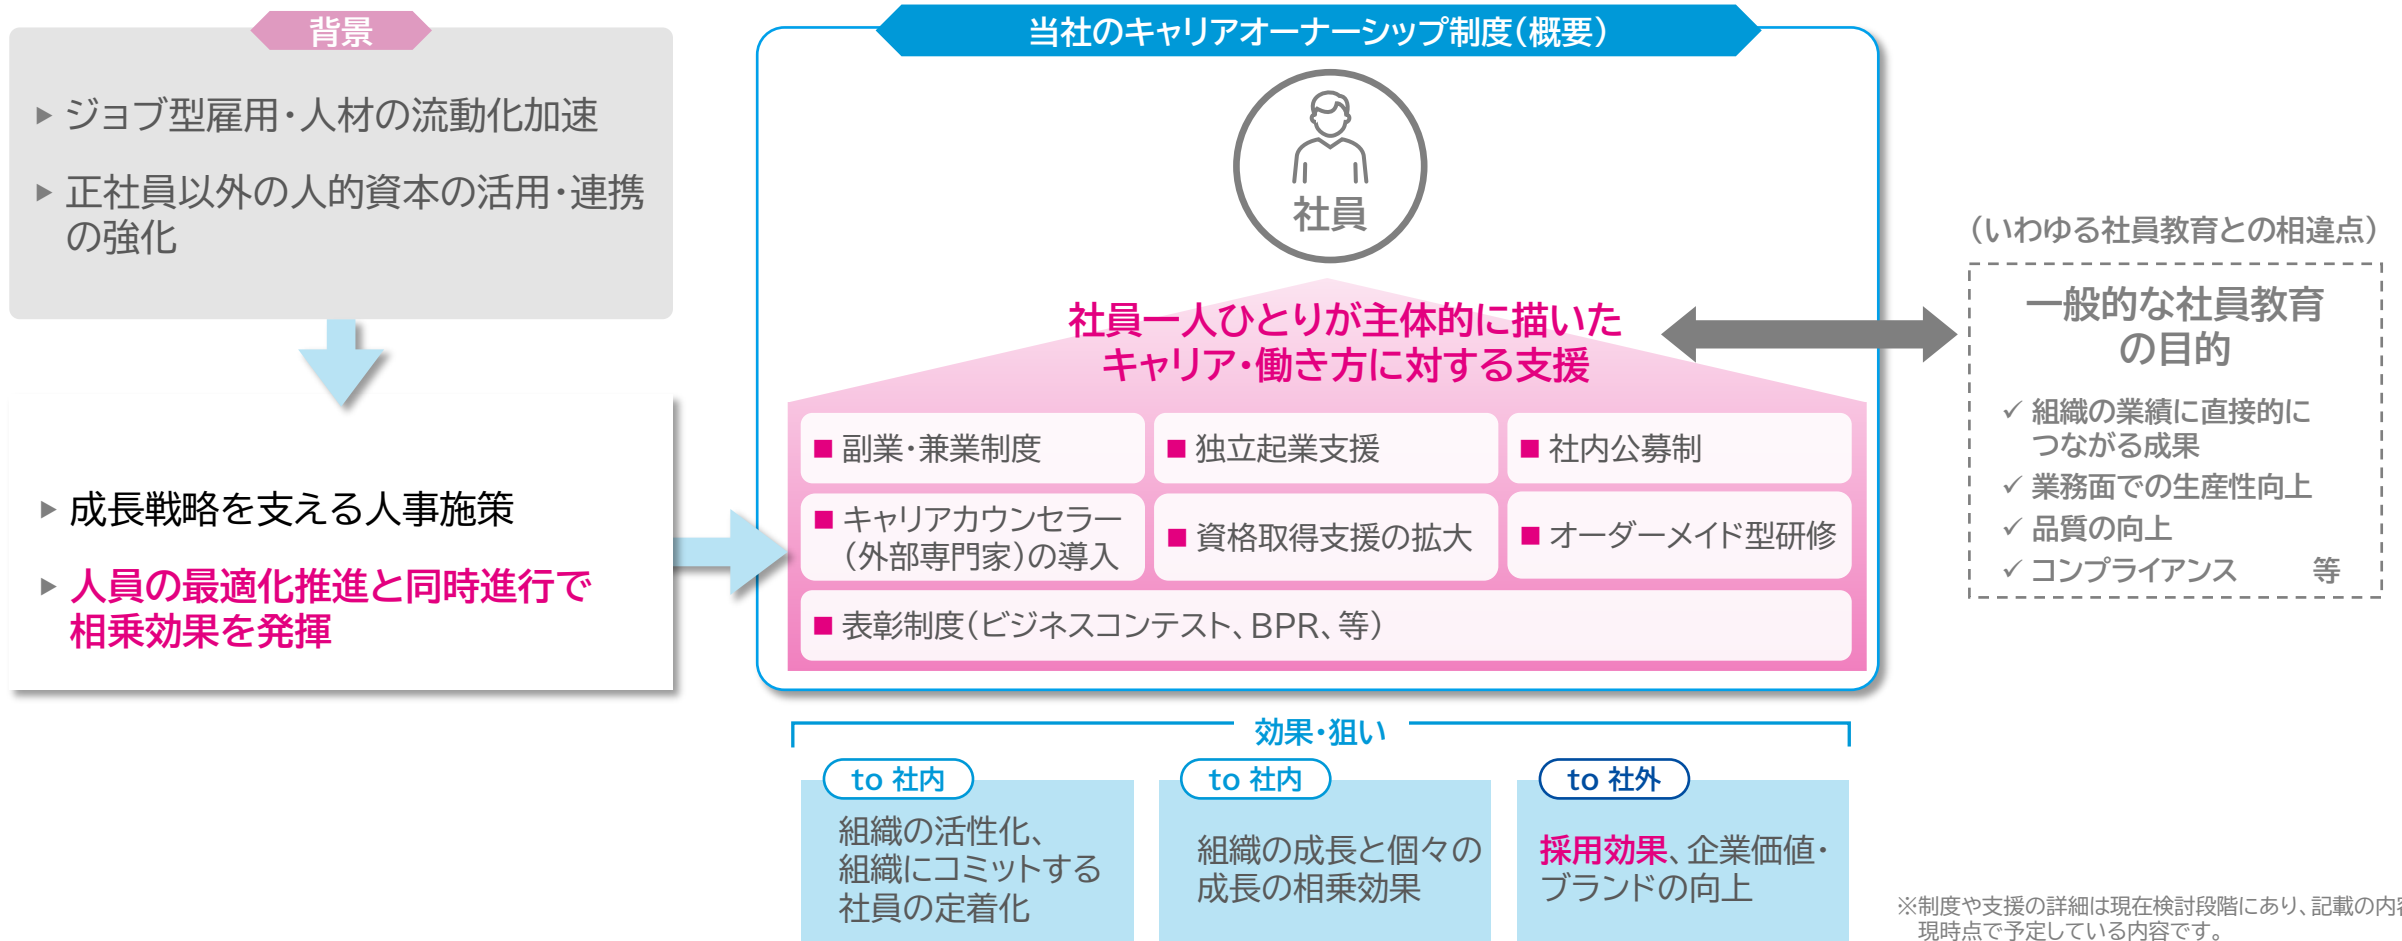 背景
ジョブ型雇用・人材の流動化加速
正社員以外の人的資本の活用・連携
の強化
成長戦略を支える人事施策
人員の最適化推進と同時進行で
相乗効果を発揮
当社のキャリアオーナーシップ制度(概要)
社員
社員一人ひとりが主体的に描いた
キャリア・働き方に対する支援
■ 副業・兼業制度
■ 独立起業支援
■ 社内公募制
■ キャリアカウンセラー
(外部専門家)の導入
■ 資格取得支援の拡大
■ オーダーメイド型研修
■ 表彰制度(ビジネスコンテスト、BPR、等)
(いわゆる社員教育との相違点)
一般的な社員教育
の目的
✓ 組織の業績に直接的に
つながる成果
✓ 業務面での生産性向上
✓ 品質の向上
✓ コンプライアンス 等
効果・狙い
to 社内
組織の活性化、
組織にコミットする
社員の定着化
to 社内
組織の成長と個々の
成長の相乗効果
to 社外
採用効果、企業価値・
ブランドの向上
※制度や支援の詳細は現在検討段階にあり、記載の内容
現時点で予定している内容です。